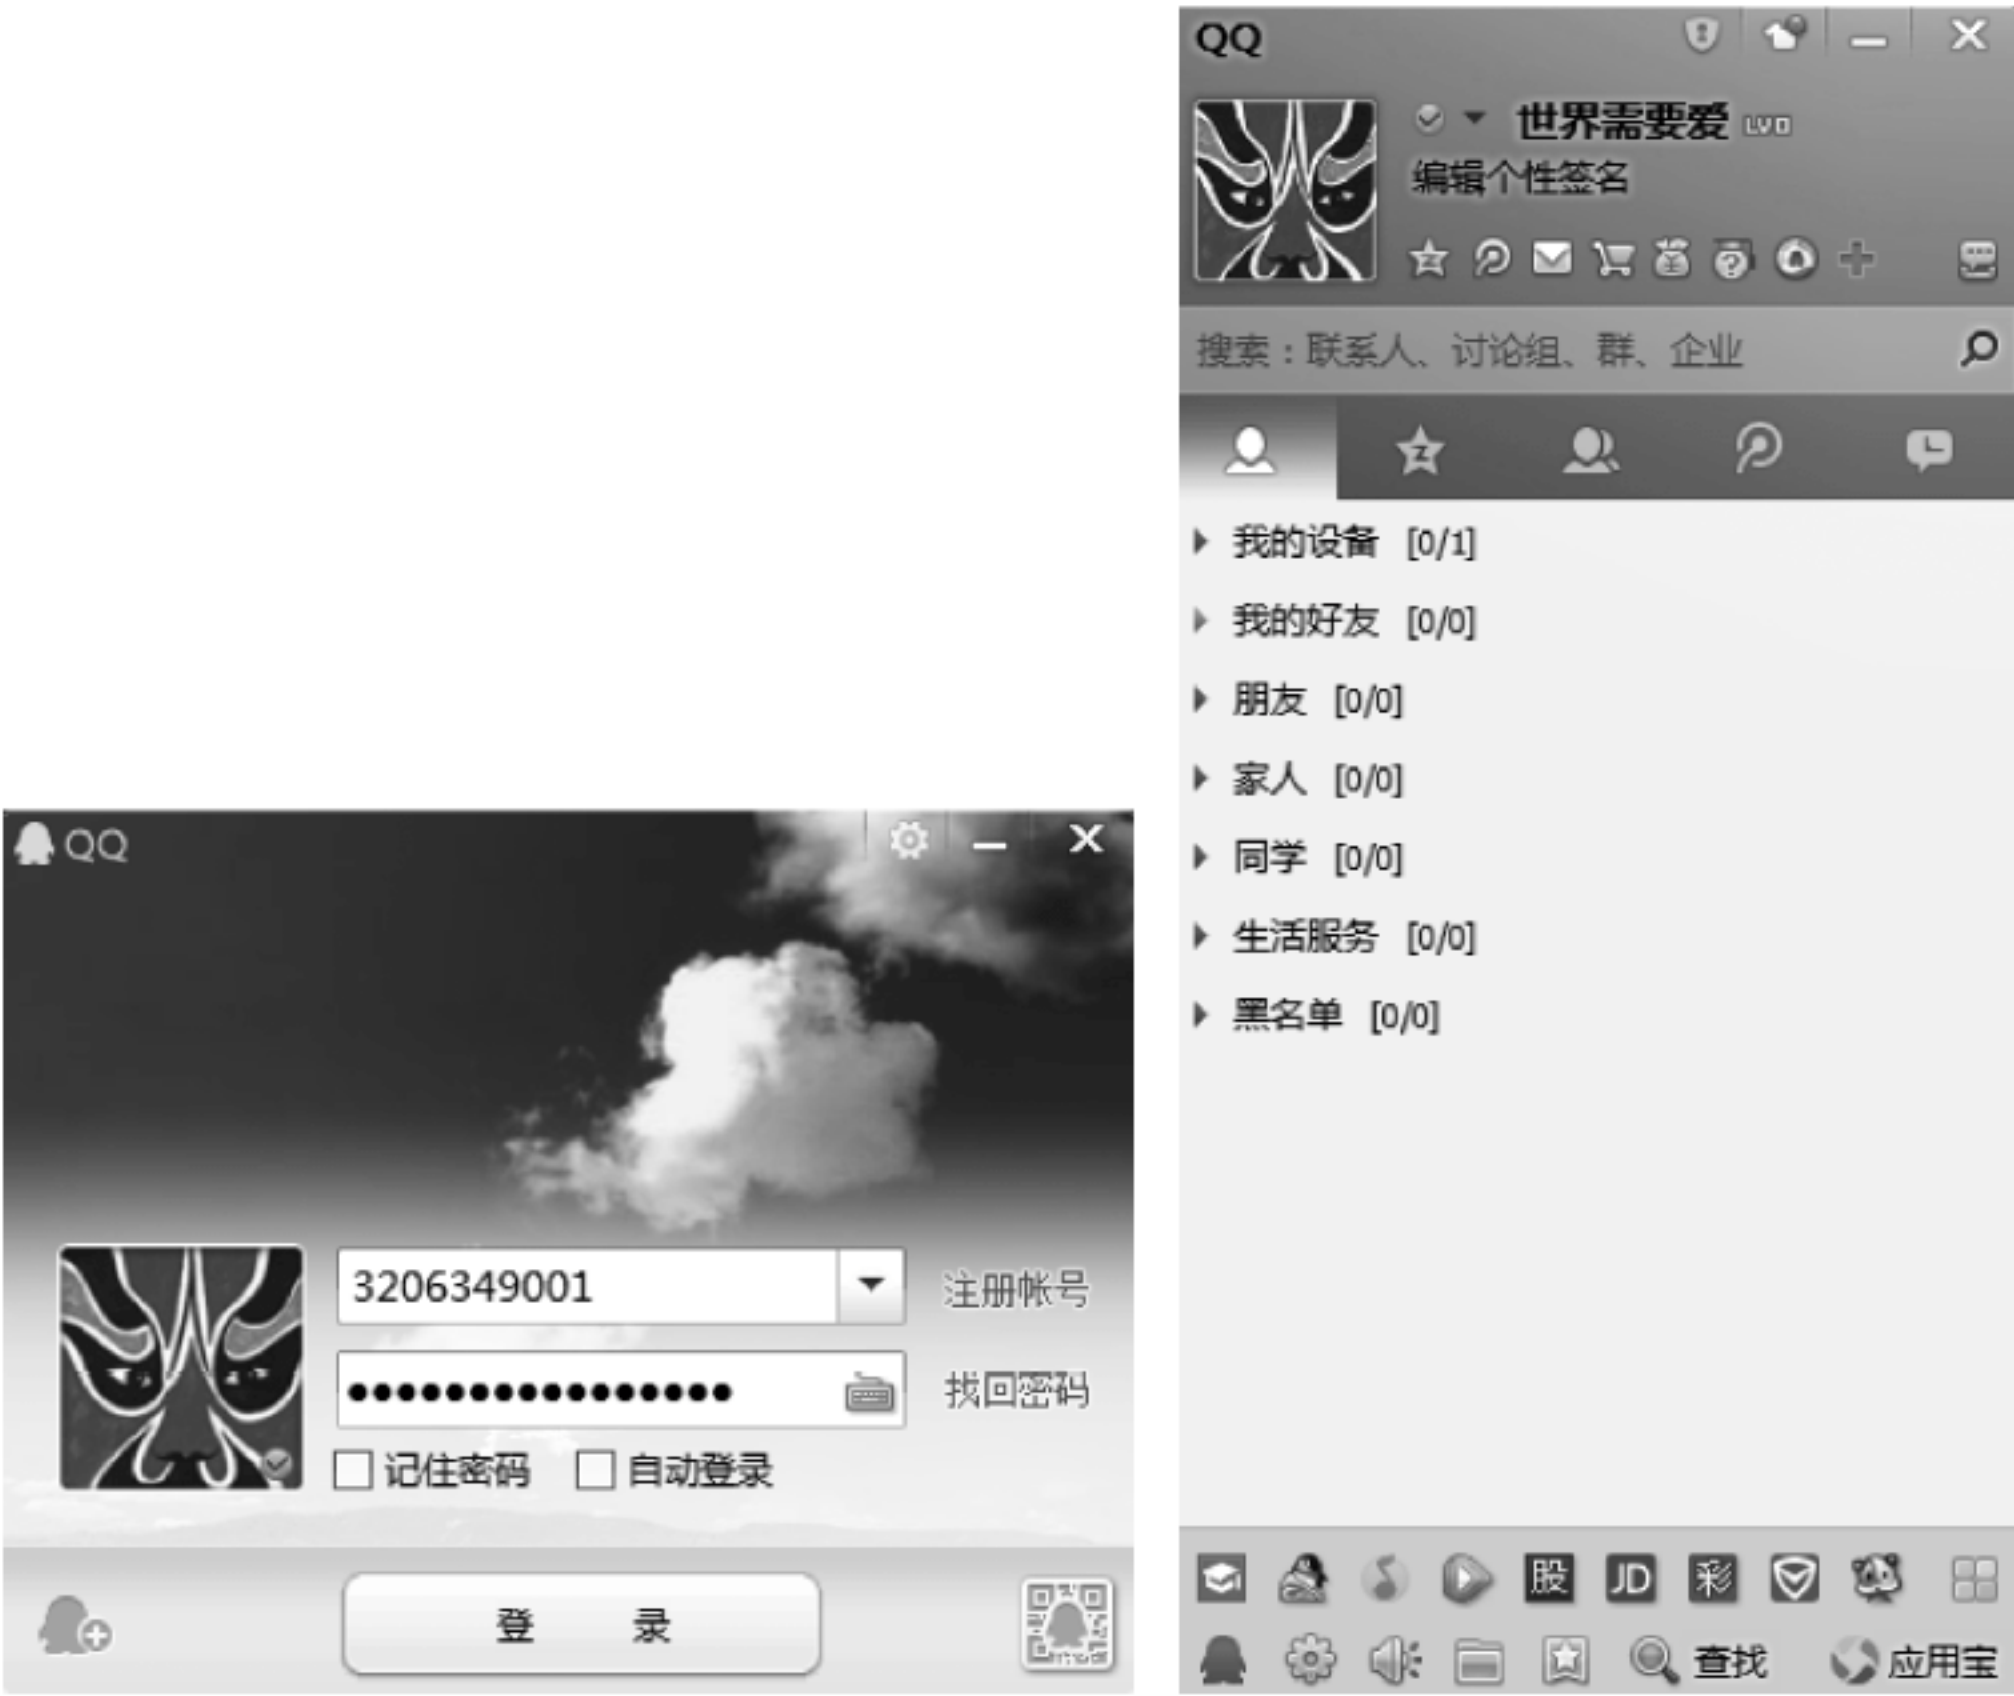 QQ
3206349001
注册帐号
找回密码
记住密码 自动登录
登 录
QQ
世界需要爱 LV0
编辑个性签名
搜索：联系人、讨论组、群、企业
我的设备 [0/1]
我的好友 [0/0]
朋友 [0/0]
家人 [0/0]
同学 [0/0]
生活服务 [0/0]
黑名单 [0/0]
股 JD 彩
查找 应用宝